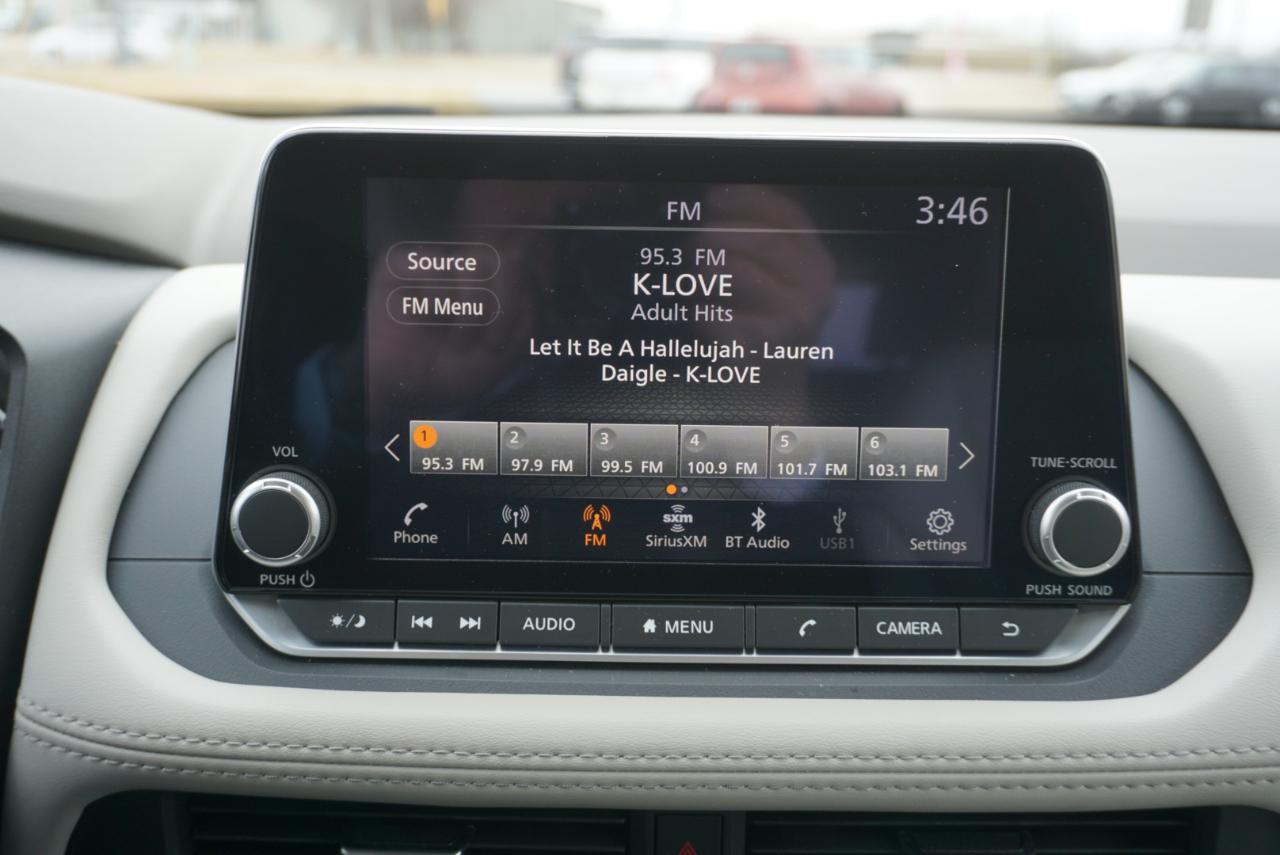 FM
3:46
Source
FM Menu
95.3 FM
K-LOVE
Adult Hits
Let It Be A Hallelujah - Lauren
Daigle - K-LOVE
1
95.3 FM
2
97.9 FM
3
99.5 FM
4
100.9 FM
5
101.7 FM
6
103.1 FM
Phone
AM
FM
sxm
SiriusXM
BT Audio
USB1
Settings
VOL
PUSH
TUNE·SCROLL
PUSH SOUND
AUDIO
MENU
CAMERA